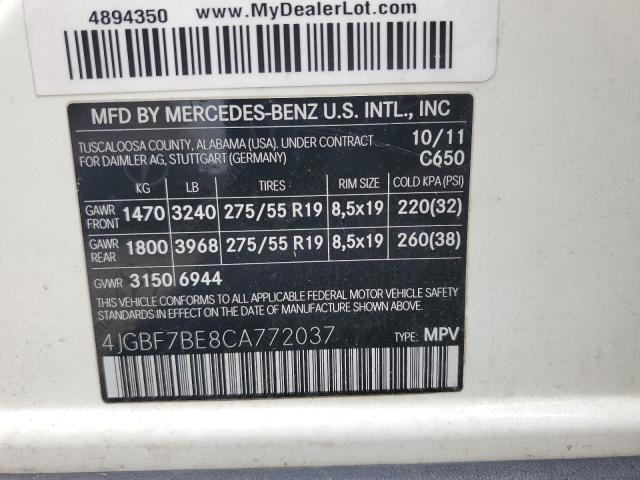 4894350 www.MyDealerLot.com
MFD BY MERCEDES-BENZ U.S. INTL., INC
TUSCALOOSA COUNTY, ALABAMA (USA). UNDER CONTRACT 10/11
FOR DAIMLER AG, STUTTGART (GERMANY) C650
KG LB TIRES RIM SIZE COLD KPA (PSI)
GAWR FRONT 1470 3240 275/55 R19 8,5x19 220(32)
GAWR REAR 1800 3968 275/55 R19 8,5x19 260(38)
GVWR 3150 6944
THIS VEHICLE CONFORMS TO ALL APPLICABLE FEDERAL MOTOR VEHICLE SAFETY
STANDARDS IN EFFECT ON THE DATE OF MANUFACTURE SHOWN ABOVE.
4JGBF7BE8CA772037 TYPE: MPV